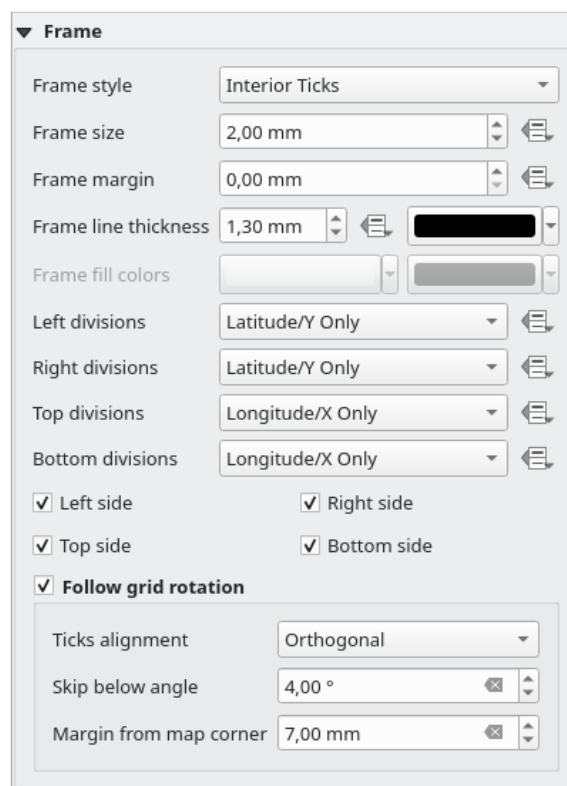 Frame
Frame style Interior Ticks
Frame size 2,00 mm
Frame margin 0,00 mm
Frame line thickness 1,30 mm
Frame fill colors
Left divisions Latitude/Y Only
Right divisions Latitude/Y Only
Top divisions Longitude/X Only
Bottom divisions Longitude/X Only
Left side Right side
Top side Bottom side
Follow grid rotation
Ticks alignment Orthogonal
Skip below angle 4,00 °
Margin from map corner 7,00 mm